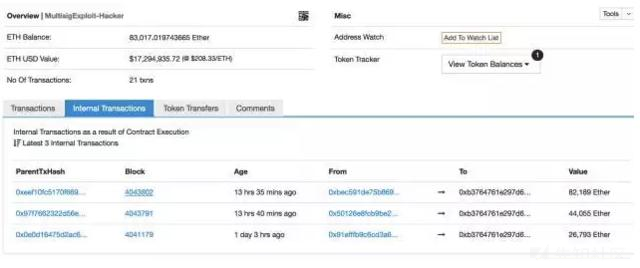 Overview | MultisigExploit-Hacker
Misc
Tools
ETH Balance: 83,017.019743665 Ether
Address Watch Add To Watch List
ETH USD Value: $17,294,935.72 (@ $208.33/ETH)
Token Tracker View Token Balances 1
No Of Transactions: 21 txns
Transactions Internal Transactions Token Transfers Comments
Internal Transactions as a result of Contract Execution
Latest 3 Internal Transactions
ParentTxHash Block Age From To Value
0xeef10fc5170f669... 4043802 13 hrs 35 mins ago 0xbec591de75b869... → 0xb3764761e297d6... 82,189 Ether
0x97f7662322d56e... 4043791 13 hrs 40 mins ago 0x50126e8fcb9be2... → 0xb3764761e297d6... 44,055 Ether
0x0e0d16475d2ac6... 4041179 1 day 3 hrs ago 0x91efffb9c6cd3a6... → 0xb3764761e297d6... 26,793 Ether